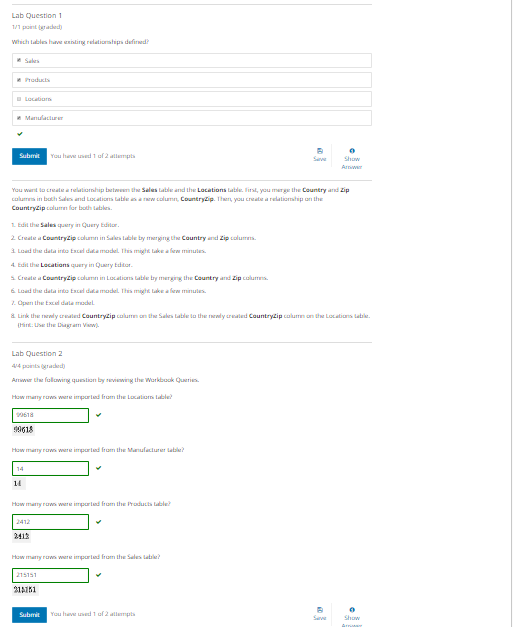 Lab Question 1
1/1 point (graded)
Which tables have existing relationships defined?
Sales
Products
Locations
Manufacturer
Submit You have used 1 of 2 attempts Save Show
Answer
You want to create a relationship between the Sales table and the Locations table. First, you merge the Country and Zip
columns in both Sales and Locations table as a new column, CountryZip. Then, you create a relationship on the
CountryZip column for both tables.
1. Edit the Sales query in Query Editor.
2. Create a CountryZip column in Sales table by merging the Country and Zip columns.
3. Load the data into Excel data model. This might take a few minutes.
4. Edit the Locations query in Query Editor.
5. Create a CountryZip column in Locations table by merging the Country and Zip columns.
6. Load the data into Excel data model. This might take a few minutes.
7. Open the Excel data model.
8. Link the newly created CountryZip column on the Sales table to the newly created CountryZip column on the Locations table.
(Hint: Use the Diagram View).
Lab Question 2
4/4 points (graded)
Answer the following question by reviewing the Workbook Queries.
How many rows were imported from the Locations table?
99618
99618
How many rows were imported from the Manufacturer table?
14
14
How many rows were imported from the Products table?
2412
2412
How many rows were imported from the Sales table?
215151
215151
Submit You have used 1 of 2 attempts Save Show
Answer